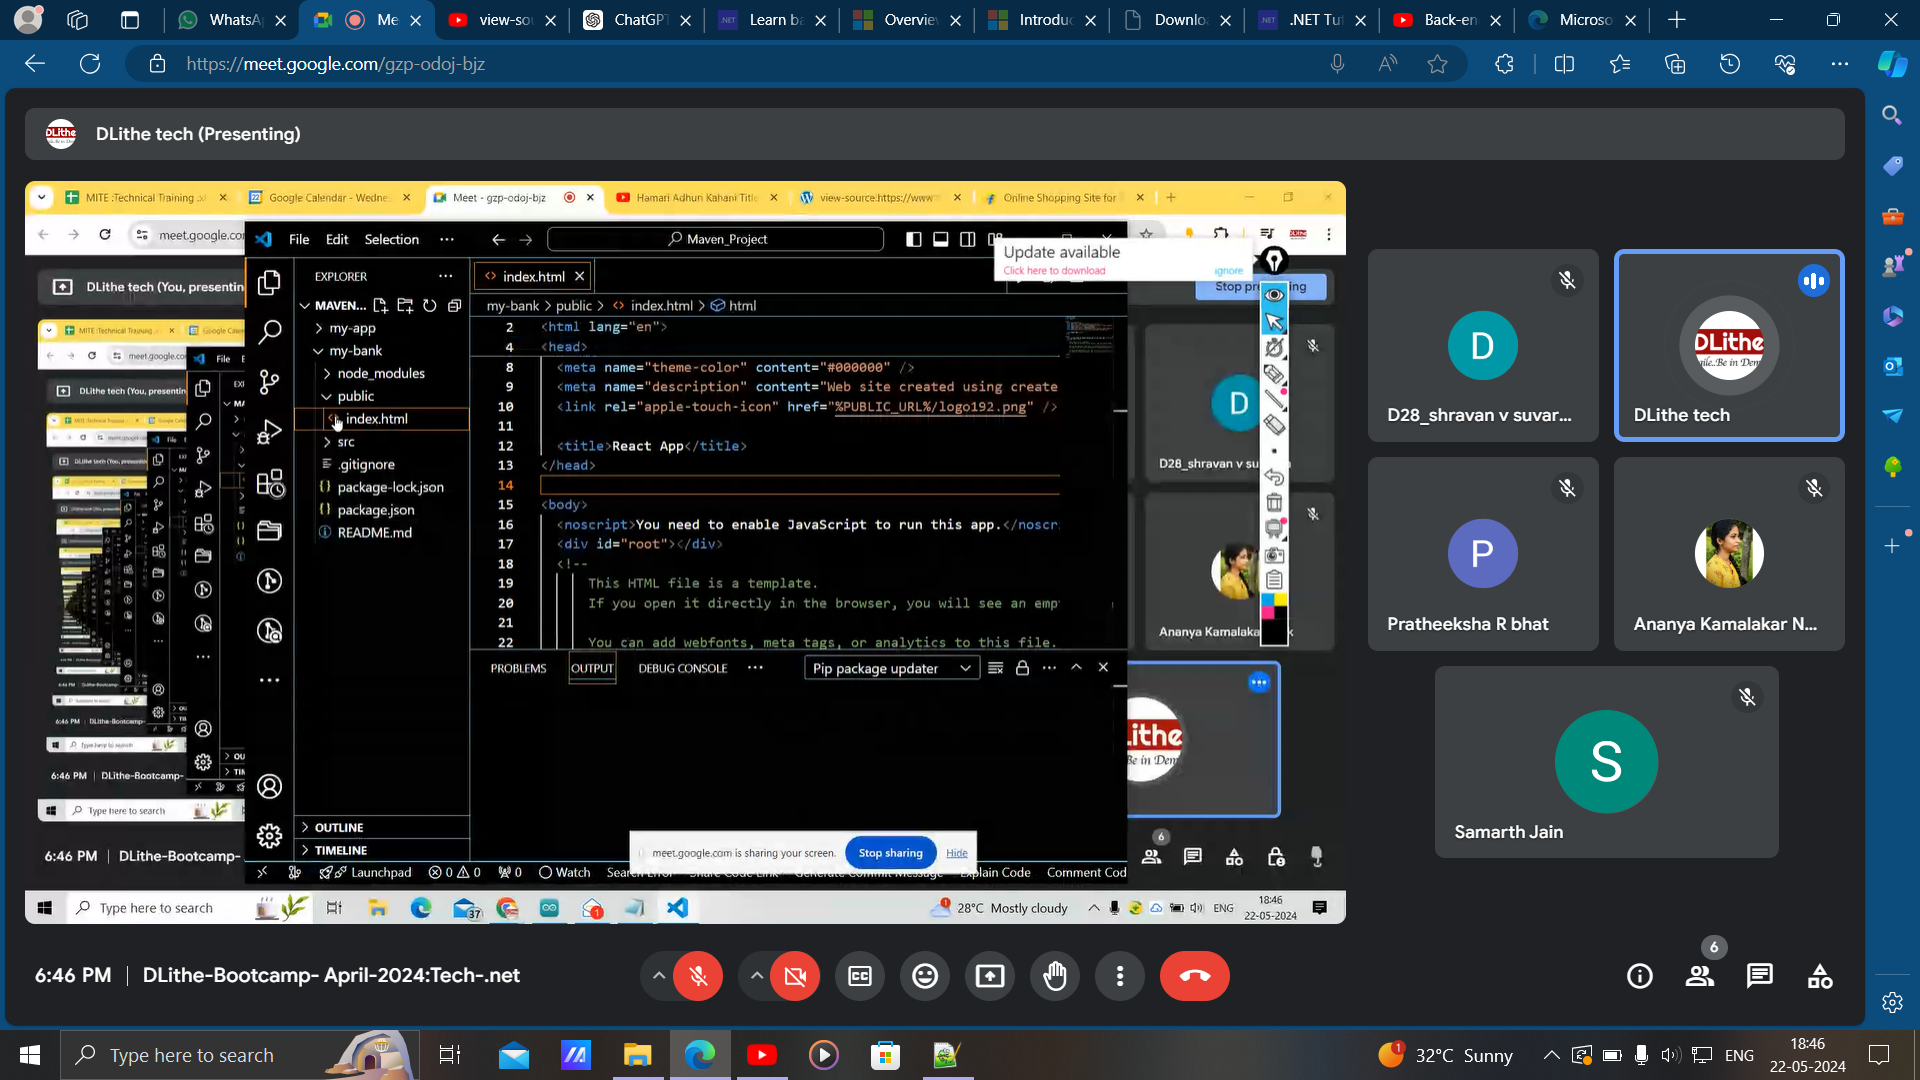 WhatsA
Me
view-so
ChatGP
Learn b
Overvie
Introduc
Downlo
.NET Tu
Back-en
Microso
https://meet.google.com/gzp-odoj-bjz
DLithe tech (Presenting)
MITE :Technical Training .xl
Google Calendar - Wedne
Meet - gzp-odoj-bjz
Hamari Adhuri Kahani Title
view-source:https://www
Online Shopping Site for
meet.google.co
File
Edit
Selection
Maven_Project
Update available
Click here to download
ignore
DLithe tech (You, presentin
EXPLORER
index.html
MAVEN...
my-bank > public > index.html > html
my-app
my-bank
node_modules
public
index.html
src
.gitignore
package-lock.json
package.json
README.md
2 <html lang="en">
4 <head>
8 <meta name="theme-color" content="#000000" />
9 <meta name="description" content="Web site created using create
10 <link rel="apple-touch-icon" href="%PUBLIC_URL%/logo192.png" />
11
12 <title>React App</title>
13 </head>
14
15 <body>
16 <noscript>You need to enable JavaScript to run this app.</noscr
17 <div id="root"></div>
18 <!--
19 This HTML file is a template.
20 If you open it directly in the browser, you will see an emp
21
22 You can add webfonts, meta tags, or analytics to this file.
PROBLEMS
OUTPUT
DEBUG CONSOLE
Pip package updater
OUTLINE
TIMELINE
meet.google.com is sharing your screen.
Stop sharing
Hide
Launchpad
0
0
0
Watch
Explain Code
Comment Cod
D
D28_shravan v su
Ananya Kamalaka
6
6:46 PM | DLithe-Bootcamp-
Type here to search
37
1
28°C Mostly cloudy
ENG
18:46
22-05-2024
D
D28_shravan v suvar...
DLithe
DLithe tech
P
Pratheeksha R bhat
Ananya Kamalakar N...
S
Samarth Jain
6:46 PM | DLithe-Bootcamp- April-2024:Tech-.net
6
Type here to search
1
32°C Sunny
ENG
18:46
22-05-2024